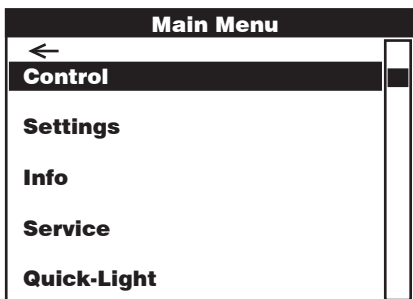 Main Menu
←
Control
Settings
Info
Service
Quick-Light